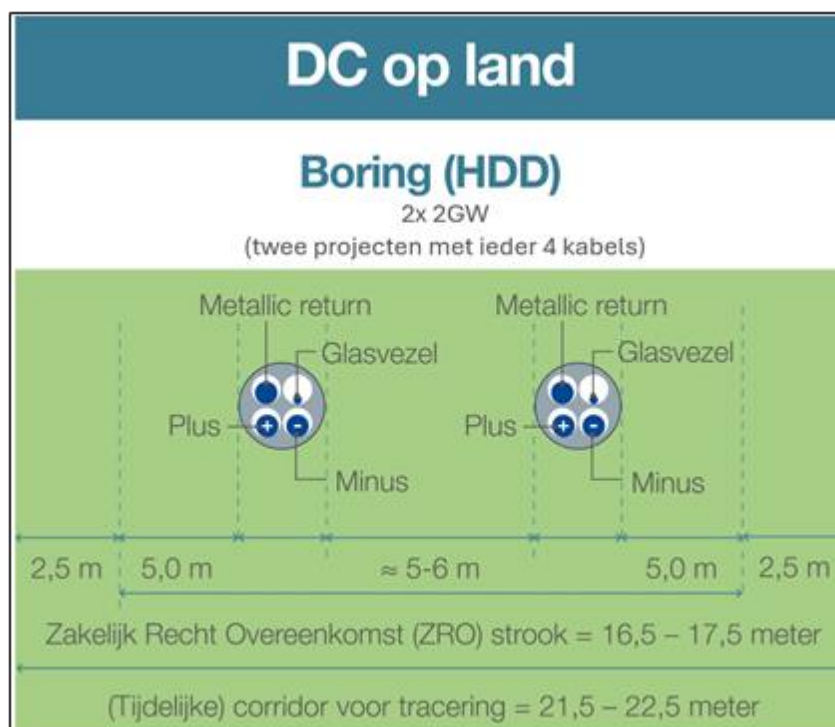 DC op land
Boring (HDD)
2x 2GW
(twee projecten met ieder 4 kabels)
Metallic return
Metallic return
Glasvezel
Glasvezel
Plus
+
-
Plus
+
-
Minus
Minus
2,5 m
5,0 m
≈ 5-6 m
5,0 m
2,5 m
Zakelijk Recht Overeenkomst (ZRO) strook = 16,5 – 17,5 meter
(Tijdelijke) corridor voor tracering = 21,5 – 22,5 meter